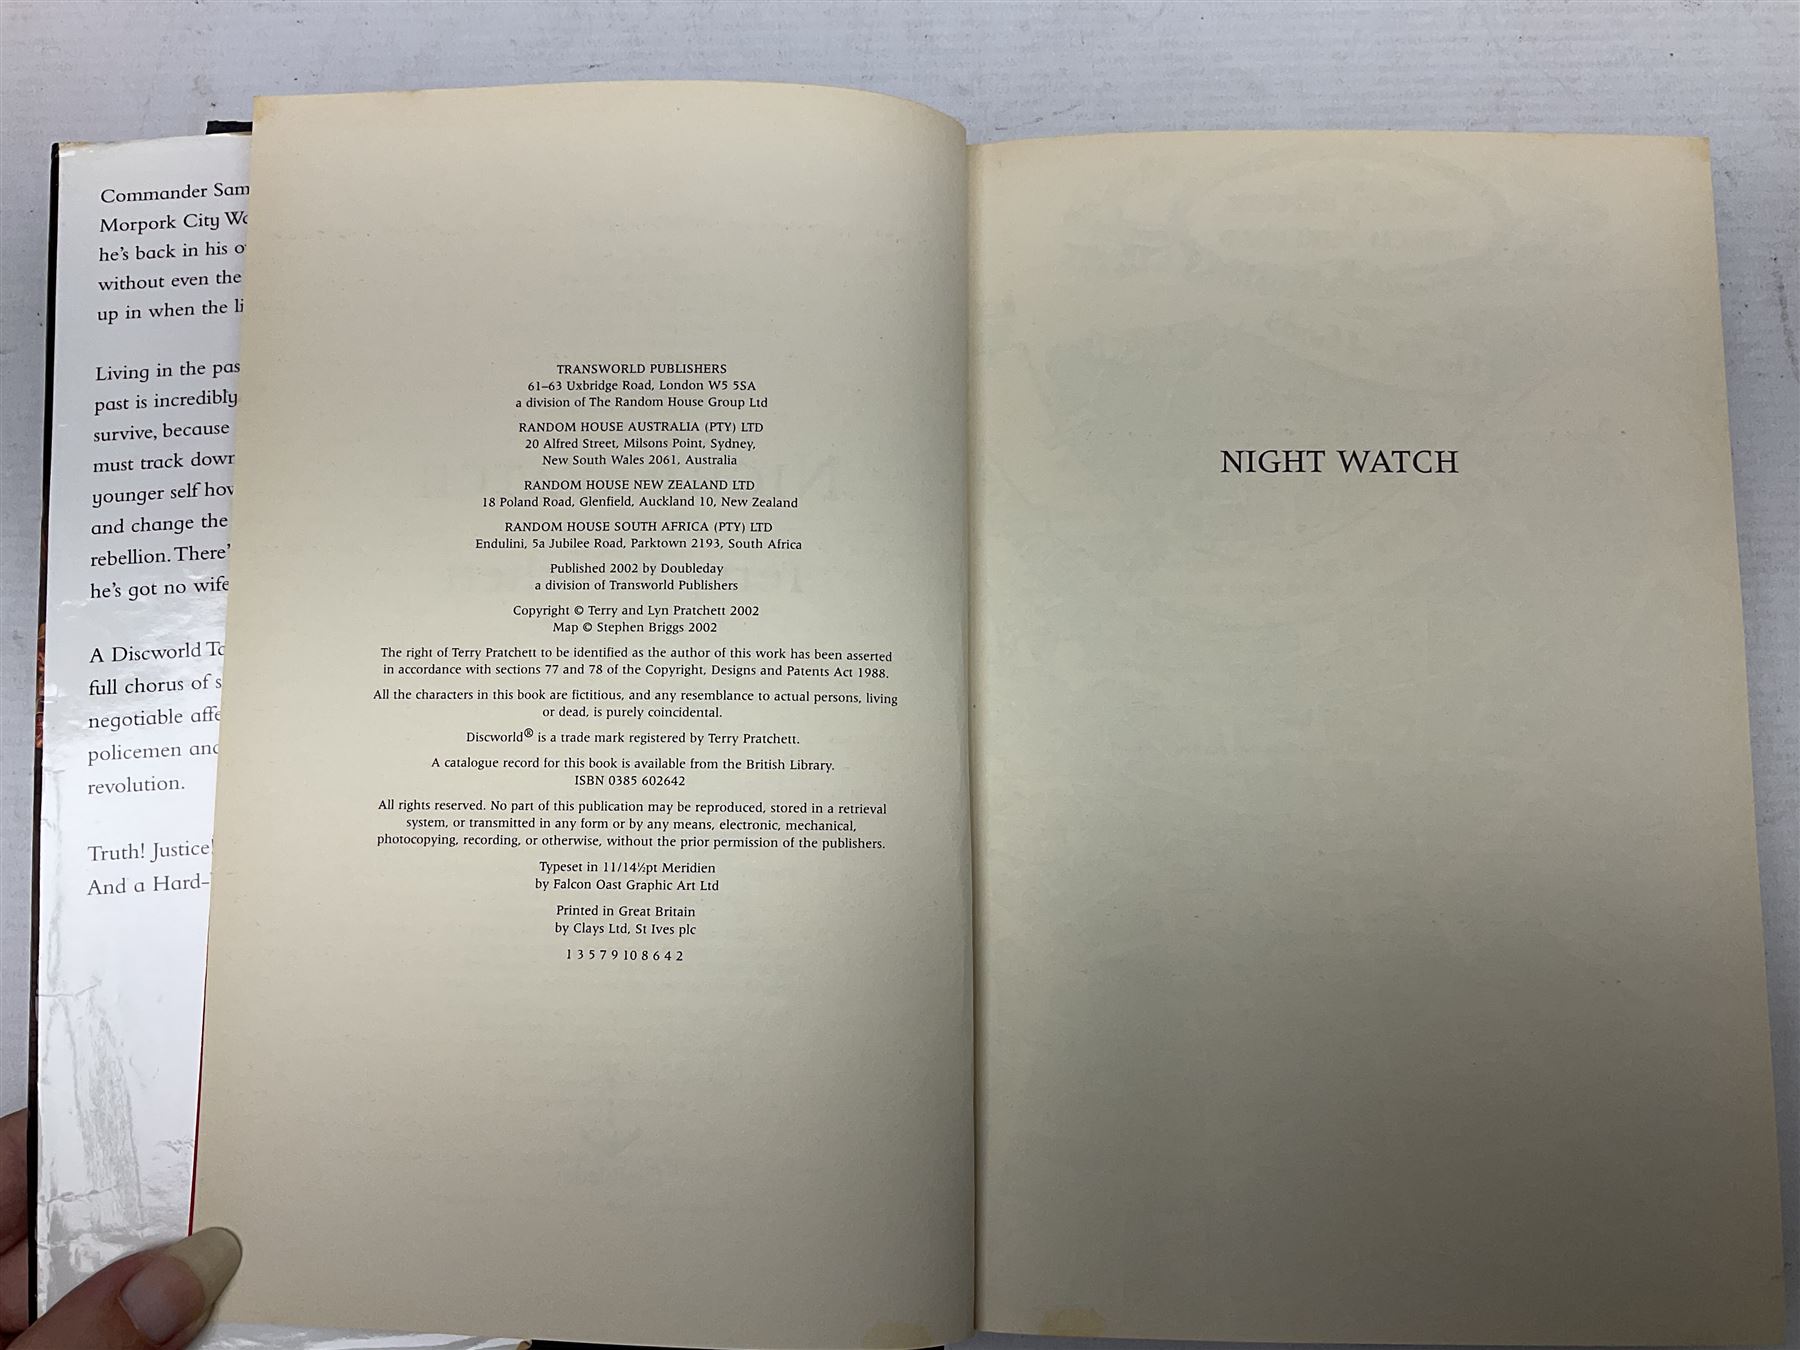 Commander Sam
Morpork City
he's back in his
without even the
up in when the
Living in the
past is incredibly
survive, because
must track down
younger self
and change the
rebellion. There'
he's got no wife
A Discworld
full chorus of
negotiable
policemen and
revolution.
Truth! Justice!
And a Hard-
TRANSWORLD PUBLISHERS
61–63 Uxbridge Road, London W5 5SA
a division of The Random House Group Ltd
RANDOM HOUSE AUSTRALIA (PTY) LTD
20 Alfred Street, Milsons Point, Sydney,
New South Wales 2061, Australia
RANDOM HOUSE NEW ZEALAND LTD
18 Poland Road, Glenfield, Auckland 10, New Zealand
RANDOM HOUSE SOUTH AFRICA (PTY) LTD
Endulini, 5a Jubilee Road, Parktown 2193, South Africa
Published 2002 by Doubleday
a division of Transworld Publishers
Copyright © Terry and Lyn Pratchett 2002
Map © Stephen Briggs 2002
The right of Terry Pratchett to be identified as the author of this work has been asserted
in accordance with sections 77 and 78 of the Copyright, Designs and Patents Act 1988.
All the characters in this book are fictitious, and any resemblance to actual persons, living
or dead, is purely coincidental.
Discworld® is a trade mark registered by Terry Pratchett.
A catalogue record for this book is available from the British Library.
ISBN 0385 602642
All rights reserved. No part of this publication may be reproduced, stored in a retrieval
system, or transmitted in any form or by any means, electronic, mechanical,
photocopying, recording, or otherwise, without the prior permission of the publishers.
Typeset in 11/14½pt Meridien
by Falcon Oast Graphic Art Ltd
Printed in Great Britain
by Clays Ltd, St Ives plc
1 3 5 7 9 10 8 6 4 2
NIGHT WATCH